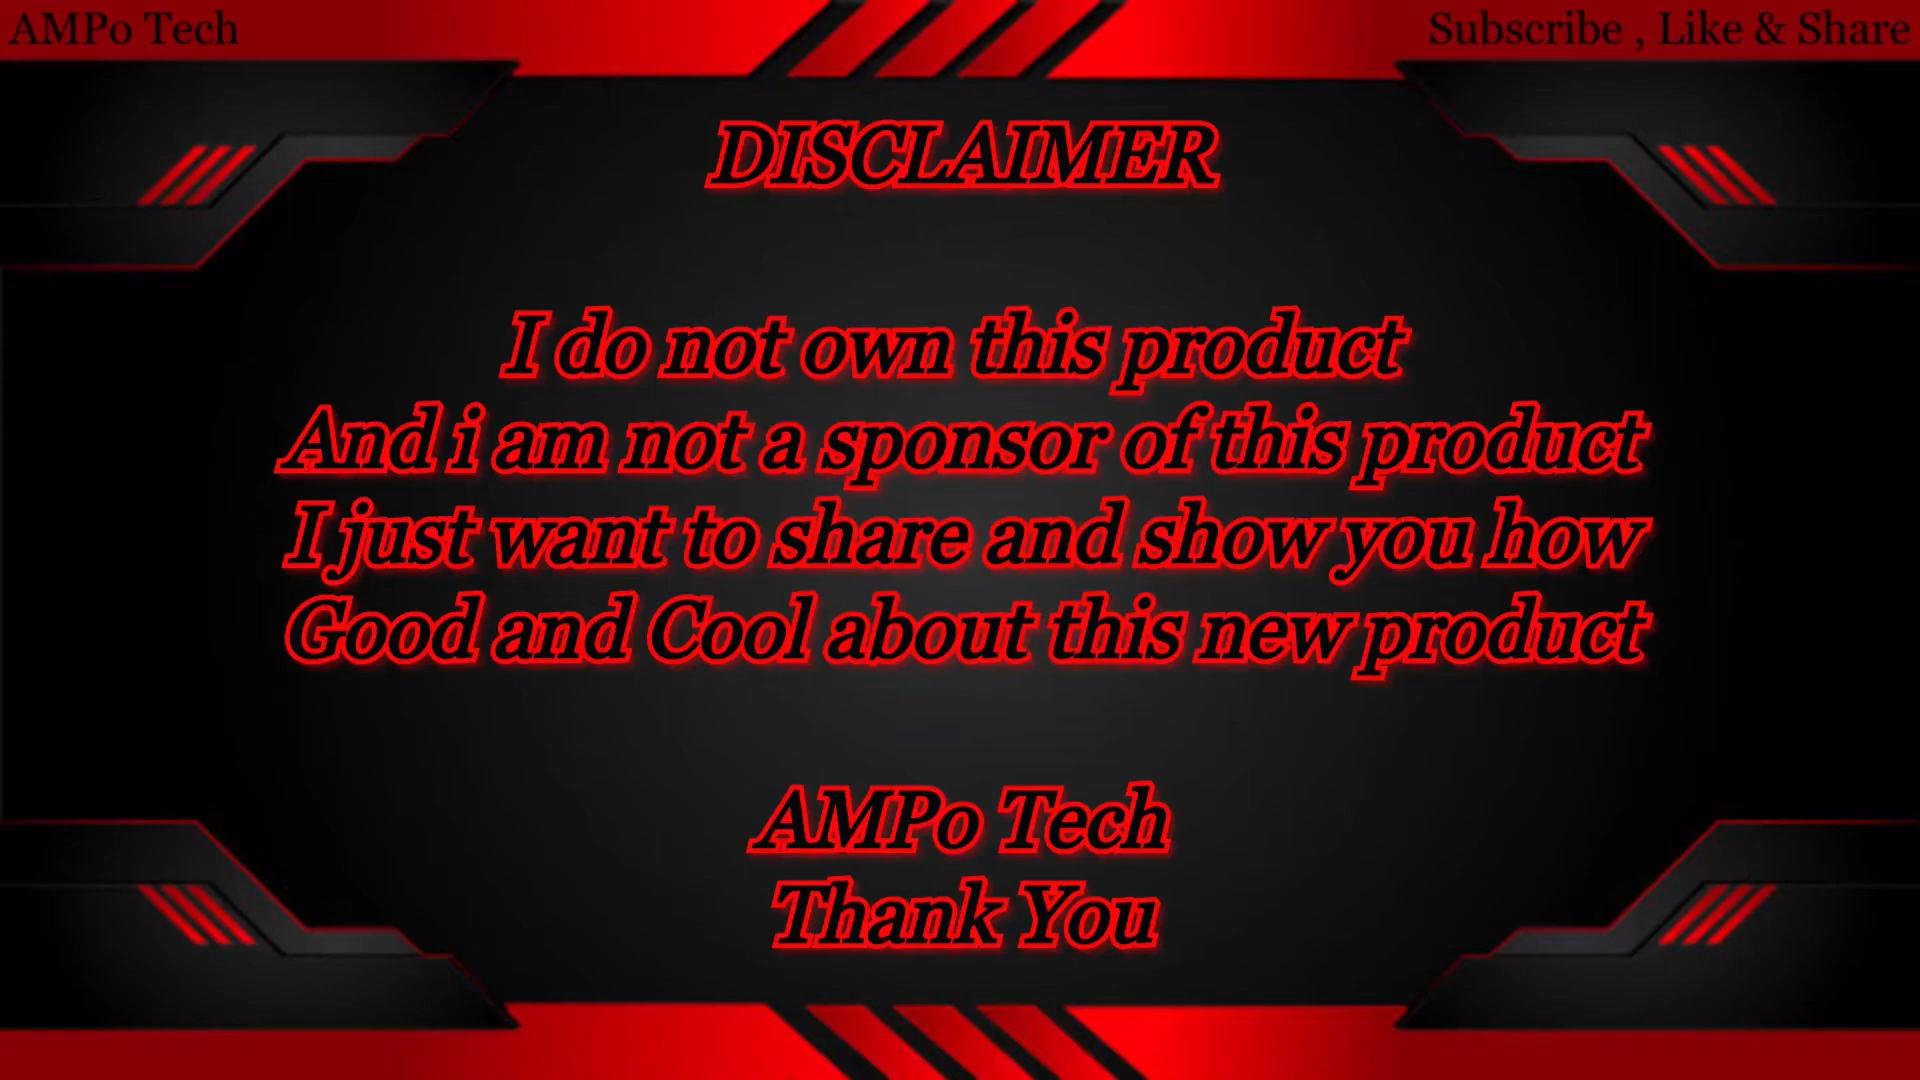 AMPo Tech
Subscribe , Like & Share
DISCLAIMER
I do not own this product
And i am not a sponsor of this product
I just want to share and show you how
Good and Cool about this new product
AMPo Tech
Thank You